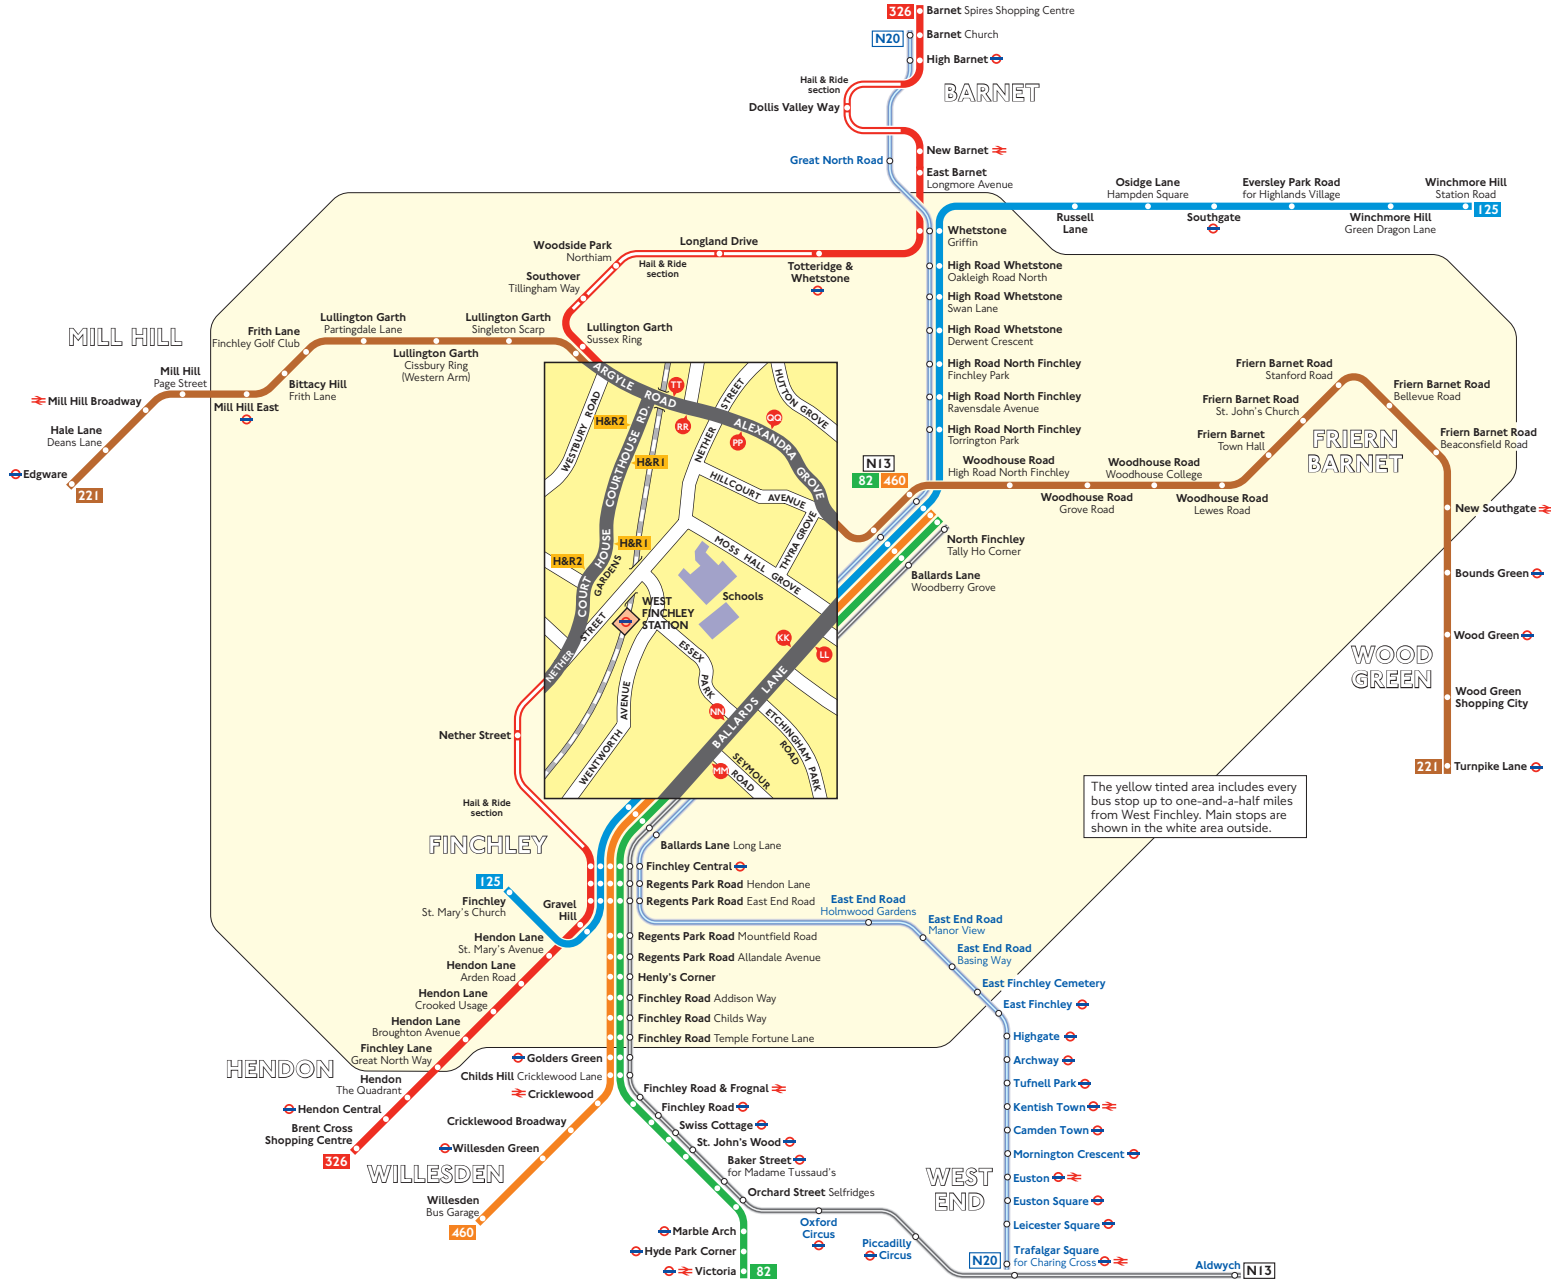 326
Barnet Spires Shopping Centre
N20
Barnet Church
High Barnet
Hail & Ride
section
BARNET
Dollis Valley Way
New Barnet
Great North Road
East Barnet
Longmore Avenue
Osidge Lane
Hampden Square
Eversley Park Road
for Highlands Village
Winchmore Hill
Station Road
125
Russell
Lane
Southgate
Winchmore Hill
Green Dragon Lane
Whetstone
Griffin
High Road Whetstone
Oakleigh Road North
High Road Whetstone
Swan Lane
High Road Whetstone
Derwent Crescent
High Road North Finchley
Finchley Park
High Road North Finchley
Ravensdale Avenue
High Road North Finchley
Torrington Park
Longland Drive
Woodside Park
Northiam
Hail & Ride
section
Totteridge &
Whetstone
Southover
Tillingham Way
Lullington Garth
Sussex Ring
MILL HILL
Lullington Garth
Partingdale Lane
Lullington Garth
Singleton Scarp
Frith Lane
Finchley Golf Club
Lullington Garth
Cissbury Ring
(Western Arm)
Mill Hill
Page Street
Bittacy Hill
Frith Lane
Mill Hill Broadway
Mill Hill East
Hale Lane
Deans Lane
Edgware
221
ARGYLE ROAD
ALEXANDRA GROVE
WESTBURY ROAD
COURTHOUSE RD.
COURT HOUSE
GARDENS
NETHER STREET
NETHER
STREET
HUTTON GROVE
HILLCOURT AVENUE
THYRA GROVE
MOSS HALL GROVE
TT
RR
QQ
PP
H&R2
H&R1
H&R1
H&R2
Schools
WEST
FINCHLEY
STATION
ESSEX PARK
WENTWORTH AVENUE
BALLARDS LANE
ETCHINGHAM PARK
ROAD
SEYMOUR
ROAD
KK
LL
NN
MM
N13
82
460
Woodhouse Road
High Road North Finchley
Woodhouse Road
Grove Road
Woodhouse Road
Woodhouse College
Woodhouse Road
Lewes Road
Friern Barnet
Town Hall
Friern Barnet Road
St. John's Church
Friern Barnet Road
Stanford Road
Friern Barnet Road
Bellevue Road
Friern Barnet Road
Beaconsfield Road
FRIERN
BARNET
New Southgate
Bounds Green
Wood Green
WOOD
GREEN
Wood Green
Shopping City
221
Turnpike Lane
North Finchley
Tally Ho Corner
Ballards Lane
Woodberry Grove
The yellow tinted area includes every
bus stop up to one-and-a-half miles
from West Finchley. Main stops are
shown in the white area outside.
Nether Street
Hail & Ride
section
FINCHLEY
Ballards Lane Long Lane
Finchley Central
Regents Park Road Hendon Lane
Regents Park Road East End Road
125
Finchley
St. Mary's Church
Gravel
Hill
Hendon Lane
St. Mary's Avenue
Hendon Lane
Arden Road
Hendon Lane
Crooked Usage
Hendon Lane
Broughton Avenue
Finchley Lane
Great North Way
HENDON
Hendon
The Quadrant
Hendon Central
Brent Cross
Shopping Centre
326
Regents Park Road Mountfield Road
Regents Park Road Allandale Avenue
Henly's Corner
Finchley Road Addison Way
Finchley Road Childs Way
Finchley Road Temple Fortune Lane
Golders Green
Childs Hill Cricklewood Lane
Cricklewood
Cricklewood Broadway
Willesden Green
WILLESDEN
Willesden
Bus Garage
460
Finchley Road & Frognal
Finchley Road
Swiss Cottage
St. John's Wood
Baker Street
for Madame Tussaud's
Orchard Street Selfridges
Marble Arch
Hyde Park Corner
Victoria
82
Oxford
Circus
Piccadilly
Circus
Aldwych
N13
East End Road
Holmwood Gardens
East End Road
Manor View
East End Road
Basing Way
East Finchley Cemetery
East Finchley
Highgate
Archway
Tufnell Park
Kentish Town
Camden Town
Mornington Crescent
Euston
Euston Square
Leicester Square
WEST
END
N20
Trafalgar Square
for Charing Cross